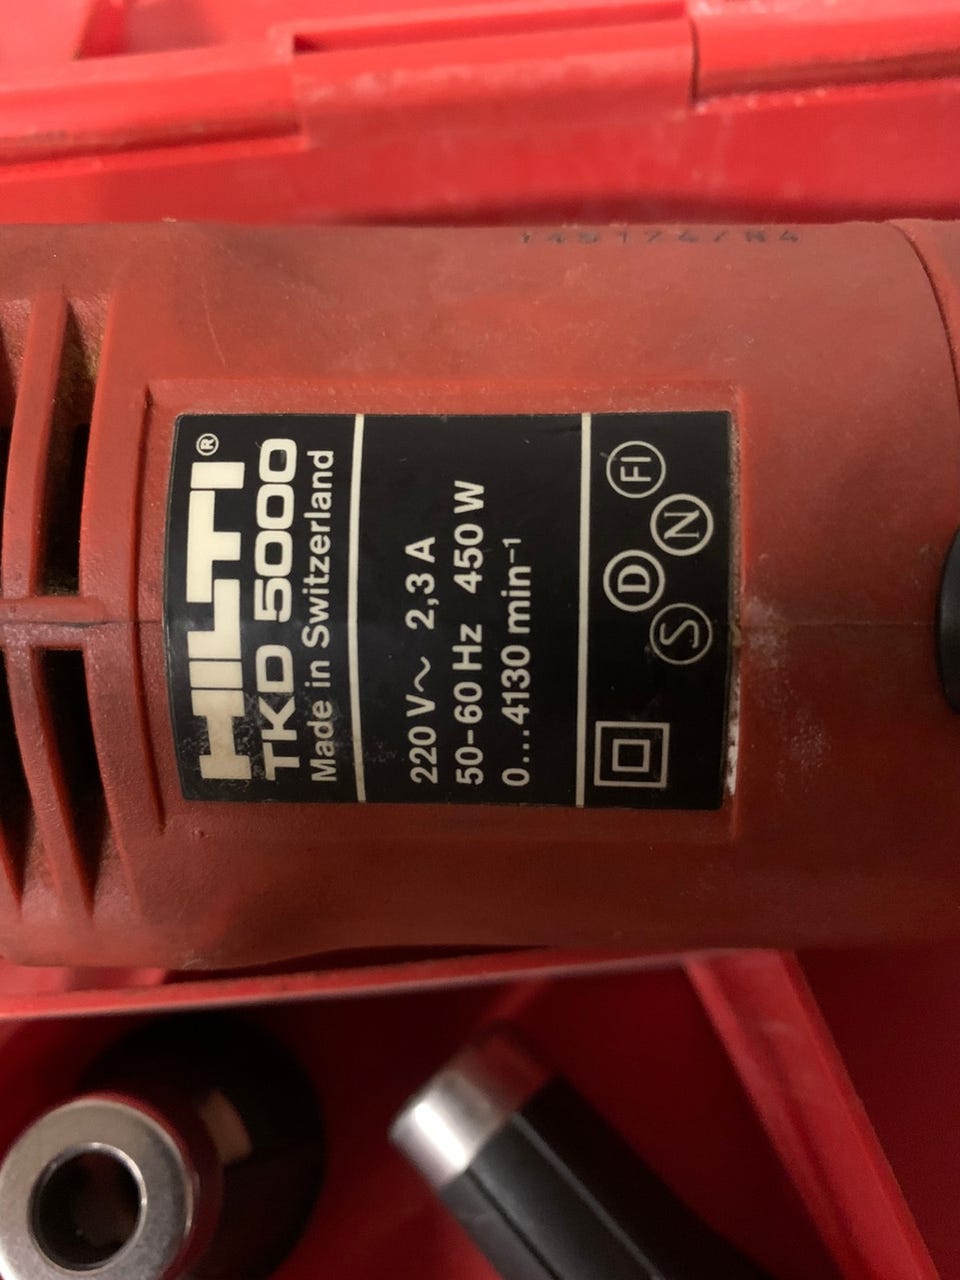 HILTI®
TKD 5000
Made in Switzerland
220 V~ 2,3 A
50-60 Hz 450 W
0...4130 min⁻¹
S D N FI